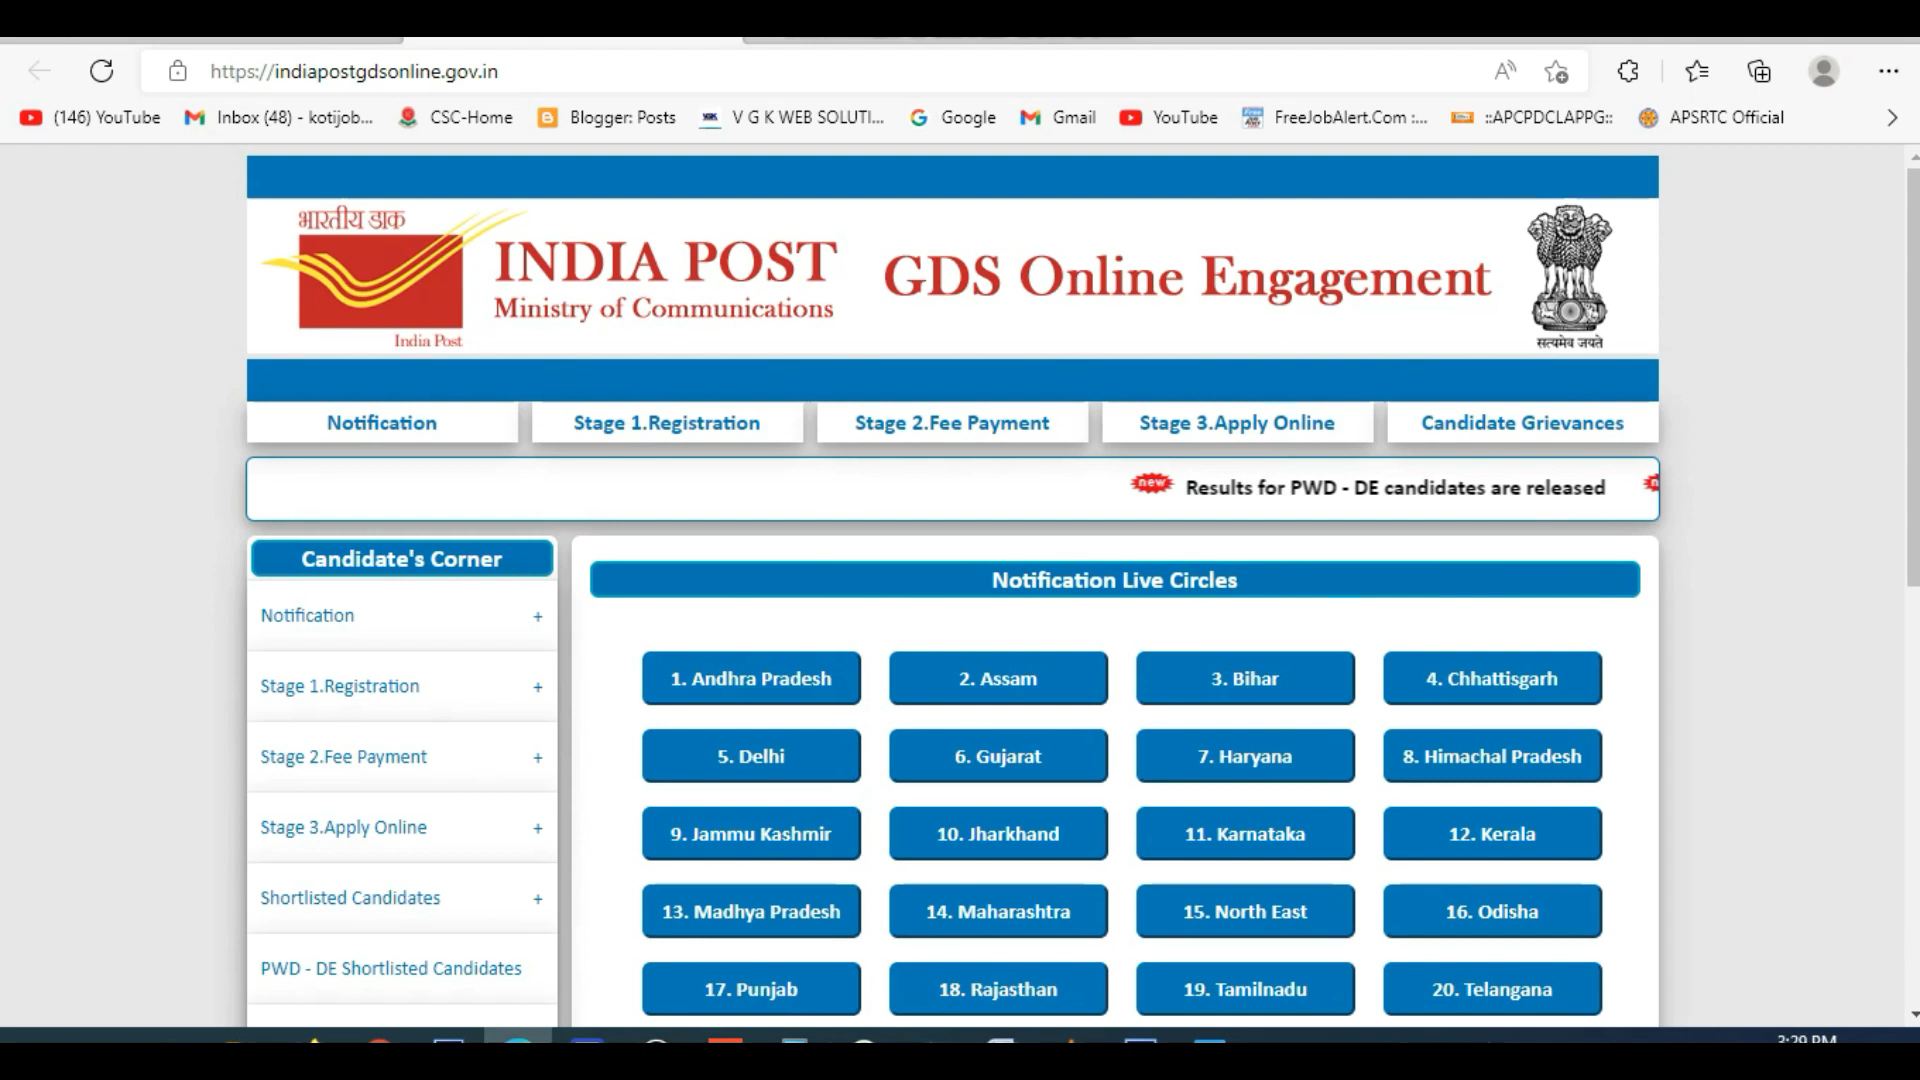 https://indiapostgdsonline.gov.in
(146) YouTube
Inbox (48) - kotijob...
CSC-Home
Blogger: Posts
V G K WEB SOLUTI...
Google
Gmail
YouTube
FreeJobAlert.Com :...
::APCPDCLAPPG::
APSRTC Official
भारतीय डाक
India Post
INDIA POST
Ministry of Communications
GDS Online Engagement
सत्यमेव जयते
Notification
Stage 1.Registration
Stage 2.Fee Payment
Stage 3.Apply Online
Candidate Grievances
new Results for PWD - DE candidates are released
Candidate's Corner
Notification +
Stage 1.Registration +
Stage 2.Fee Payment +
Stage 3.Apply Online +
Shortlisted Candidates +
PWD - DE Shortlisted Candidates
Notification Live Circles
1. Andhra Pradesh
2. Assam
3. Bihar
4. Chhattisgarh
5. Delhi
6. Gujarat
7. Haryana
8. Himachal Pradesh
9. Jammu Kashmir
10. Jharkhand
11. Karnataka
12. Kerala
13. Madhya Pradesh
14. Maharashtra
15. North East
16. Odisha
17. Punjab
18. Rajasthan
19. Tamilnadu
20. Telangana
3:29 PM